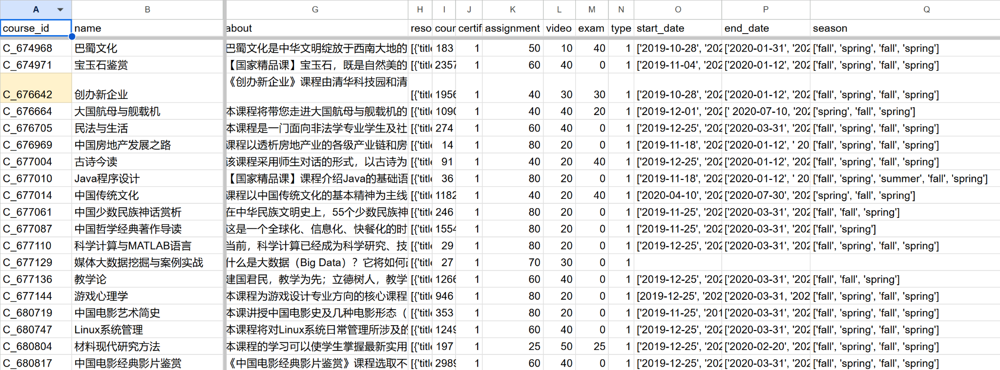 A B G H I J K L M N O P Q
course_id name about reso cour certifi assignment video exam type start_date end_date season
C_674968 巴蜀文化 巴蜀文化是中华文明绽放于西南大地的 [{'title 183 1 50 10 40 1 ['2019-10-28', '202 ['2020-01-31', '202 ['fall', 'spring', 'fall', 'spring']
C_674971 宝玉石鉴赏 【国家精品课】宝玉石，既是自然美的 [{'title 2357 1 60 40 0 1 ['2019-11-04', '202 ['2020-01-12', '202 ['fall', 'spring', 'fall', 'spring']
C_676642 创办新企业 《创办新企业》课程由清华科技园和清 [{'title 1956 1 40 30 30 1 ['2019-10-28', '202 ['2020-01-12', '202 ['fall', 'spring', 'fall', 'spring']
C_676664 大国航母与舰载机 本课程将带您走进大国航母与舰载机的 [{'title 1090 1 40 40 20 1 ['2019-12-01', '202 [' 2020-07-10, '202 ['spring', 'fall', 'spring']
C_676705 民法与生活 本课程是一门面向非法学专业学生及社 [{'title 274 1 60 40 0 1 ['2019-12-25', '202 ['2020-03-31', '202 ['fall', 'spring', 'fall', 'spring']
C_676969 中国房地产发展之路 课程以透析房地产业的各级产业链和房 [{'title 14 1 80 20 0 1 ['2019-11-18', '202 ['2020-01-12', ' 20 ['fall', 'spring', 'fall', 'spring']
C_677004 古诗今读 该课程采用师生对话的形式，以古诗为 [{'title 91 1 40 20 40 1 ['2019-12-25', '202 ['2020-01-12', '202 ['fall', 'spring', 'fall', 'spring']
C_677010 Java程序设计 【国家精品课】课程介绍Java的基础语 [{'title 36 1 80 20 0 1 ['2019-11-18', '202 ['2020-01-12', ' 20 ['fall', 'spring', 'summer', 'fall', 'spring']
C_677014 中国传统文化 课程以中国传统文化的基本精神为主线 [{'title 1182 1 40 20 40 1 ['2020-04-10', '202 ['2020-07-30', '202 ['spring', 'fall', 'spring']
C_677061 中国少数民族神话赏析 在中华民族文明史上，55个少数民族神 [{'title 246 1 80 20 0 1 ['2019-11-25', '202 ['2020-03-31', '202 ['fall', 'fall', 'spring']
C_677087 中国哲学经典著作导读 这是一个全球化、信息化、快餐化的时 [{'title 1554 1 80 20 0 1 ['2019-11-25', '202 ['2020-03-31', '202 ['fall', 'spring']
C_677110 科学计算与MATLAB语言 当前，科学计算已经成为科学研究、技 [{'title 29 1 80 20 0 1 ['2019-12-25', '202 ['2020-03-31', '202 ['fall', 'spring', 'fall', 'spring']
C_677129 媒体大数据挖掘与案例实战 什么是大数据（Big Data）？它将如何 [{'title 27 1 70 30 0 1
C_677136 教学论 建国君民，教学为先；立德树人，教学 [{'title 1266 1 60 40 0 1 ['2019-12-25', '202 ['2020-03-31', '202 ['fall', 'fall', 'spring']
C_677144 游戏心理学 本课程为游戏设计专业方向的核心课程 [{'title 946 1 80 20 0 1 [2019-12-25', '202 ['2020-03-31, '202 ['fall', 'spring', 'fall', 'spring']
C_680719 中国电影艺术简史 本课讲授中国电影史及几种电影形态（ [{'title 353 1 80 20 0 1 ['2019-11-25', '201 ['2020-03-31', '202 ['fall', 'spring', 'fall', 'spring']
C_680747 Linux系统管理 本课程将对Linux系统日常管理所涉及的 [{'title 1249 1 60 40 0 1 ['2019-12-25', '202 ['2020-03-31', '202 ['fall', 'spring', 'fall', 'spring']
C_680804 材料现代研究方法 本课程的学习可以使学生掌握最新实用 [{'title 197 1 25 50 25 1 ['2019-10-28', '202 ['2020-02-20', '202 ['fall', 'spring', 'fall', 'spring']
C_680817 中国电影经典影片鉴赏 《中国电影经典影片鉴赏》课程选取不 [{'title 2989 1 60 40 0 1 ['2019-12-25', '202 ['2020-03-31', '202 ['fall', 'spring', 'fall', 'spring']